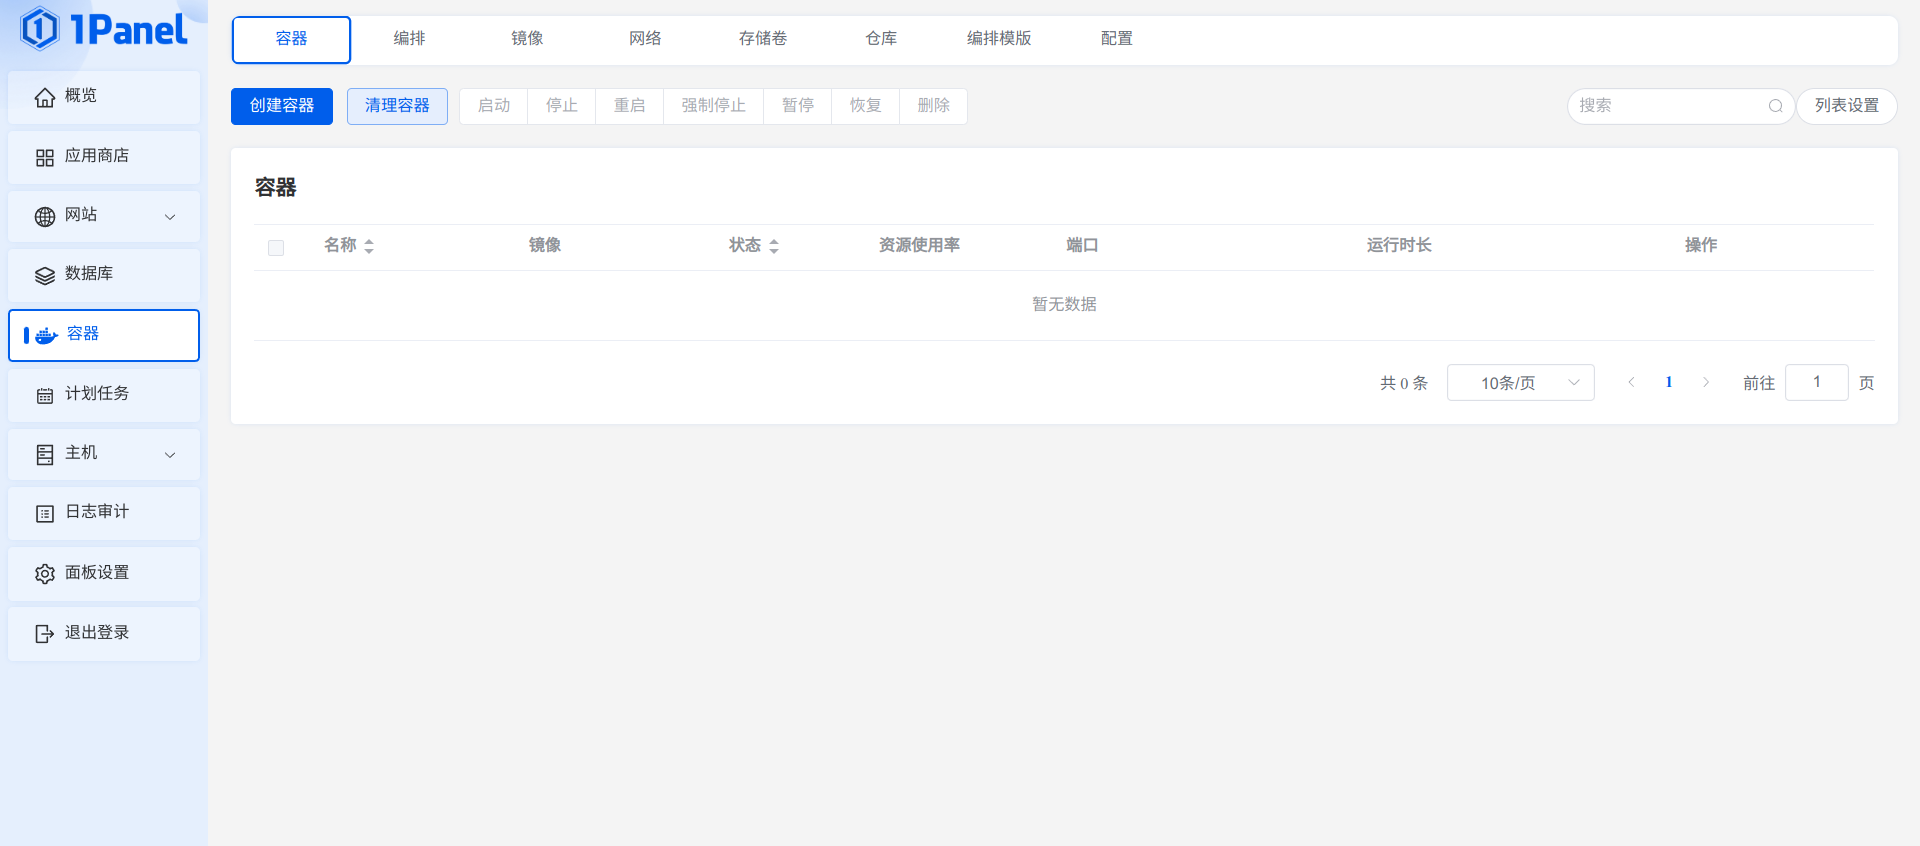 1Panel
概览
应用商店
网站
数据库
容器
计划任务
主机
日志审计
面板设置
退出登录
容器 编排 镜像 网络 存储卷 仓库 编排模版 配置
创建容器 清理容器 启动 停止 重启 强制停止 暂停 恢复 删除 搜索 列表设置
容器
名称 镜像 状态 资源使用率 端口 运行时长 操作
暂无数据
共 0 条 10条/页 1 前往 1 页